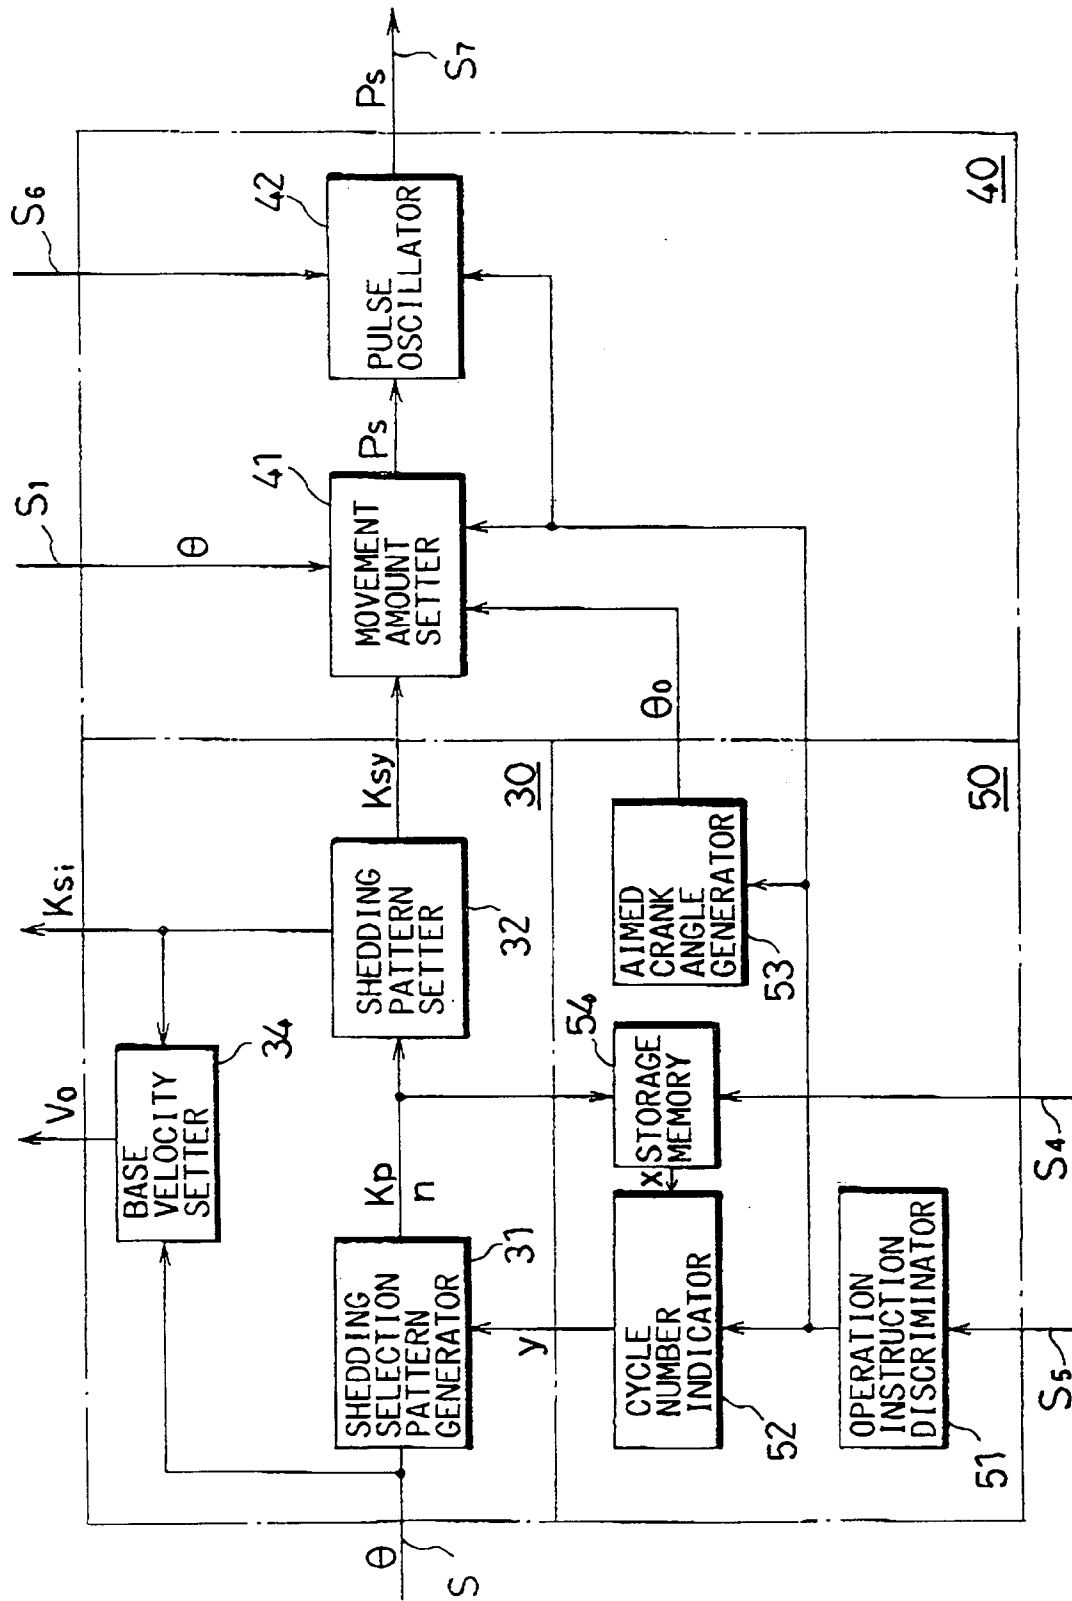 S6
S7
Ps
42
PULSE
OSCILLATOR
40
S1
θ
41
Ps
MOVEMENT
AMOUNT
SETTER
θ0
Ksy
30
50
Ksi
V0
34
BASE
VELOCITY
SETTER
SHEDDING
PATTERN
SETTER
32
AIMED
CRANK
ANGLE
GENERATOR
53
54
STORAGE
MEMORY
x
S4
Kp
n
SHEDDING
SELECTION
PATTERN
GENERATOR
31
y
CYCLE
NUMBER
INDICATOR
52
OPERATION
INSTRUCTION
DISCRIMINATOR
51
S5
θ
S